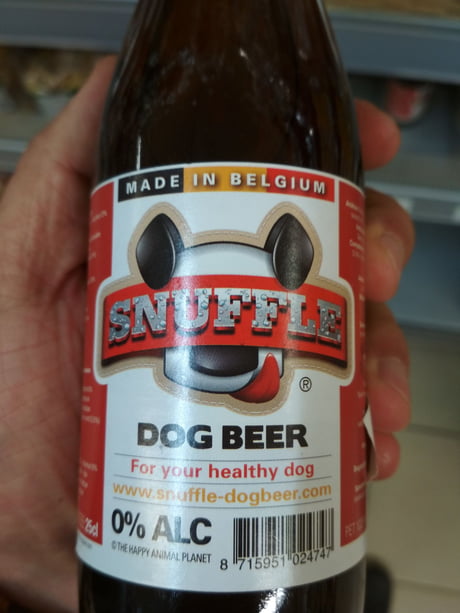 MADE IN BELGIUM
SNUFFLE
®
DOG BEER
For your healthy dog
www.snuffle-dogbeer.com
0% ALC
© THE HAPPY ANIMAL PLANET
8 715951 024747
25cl